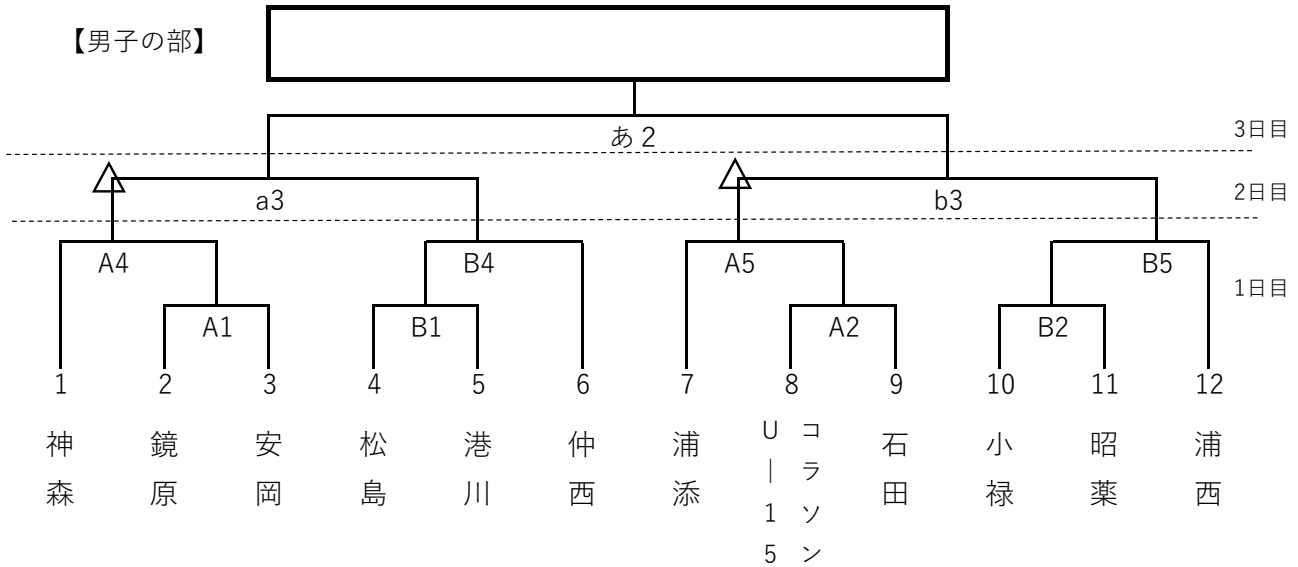 【男子の部】
あ2
3日目
a3
b3
2日目
A4
B4
A5
B5
1日目
A1
B1
A2
B2
1
2
3
4
5
6
7
8
9
10
11
12
神森
鏡原
安岡
松島
港川
仲西
浦添
コラソン
U―15
石田
小禄
昭薬
浦西